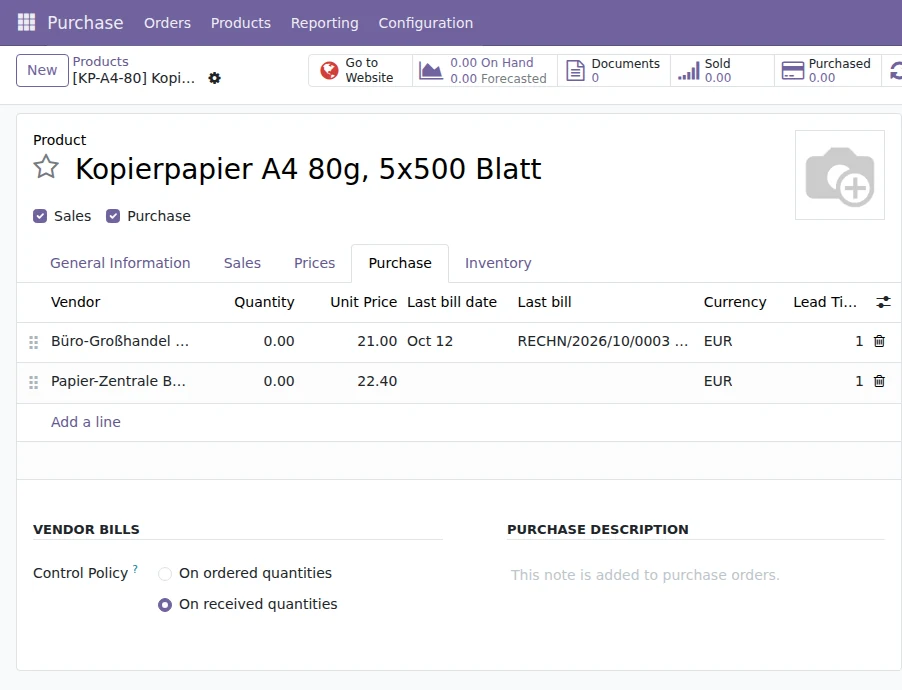 Purchase Orders Products Reporting Configuration
New
Products
[KP-A4-80] Kopi...
Go to Website
0.00 On Hand
0.00 Forecasted
Documents
0
Sold
0.00
Purchased
0.00
Product
Kopierpapier A4 80g, 5x500 Blatt
Sales Purchase
General Information Sales Prices Purchase Inventory
Vendor Quantity Unit Price Last bill date Last bill Currency Lead Ti...
Büro-Großhandel ... 0.00 21.00 Oct 12 RECHN/2026/10/0003 ... EUR 1
Papier-Zentrale B... 0.00 22.40 EUR 1
Add a line
VENDOR BILLS
Control Policy ? On ordered quantities
On received quantities
PURCHASE DESCRIPTION
This note is added to purchase orders.